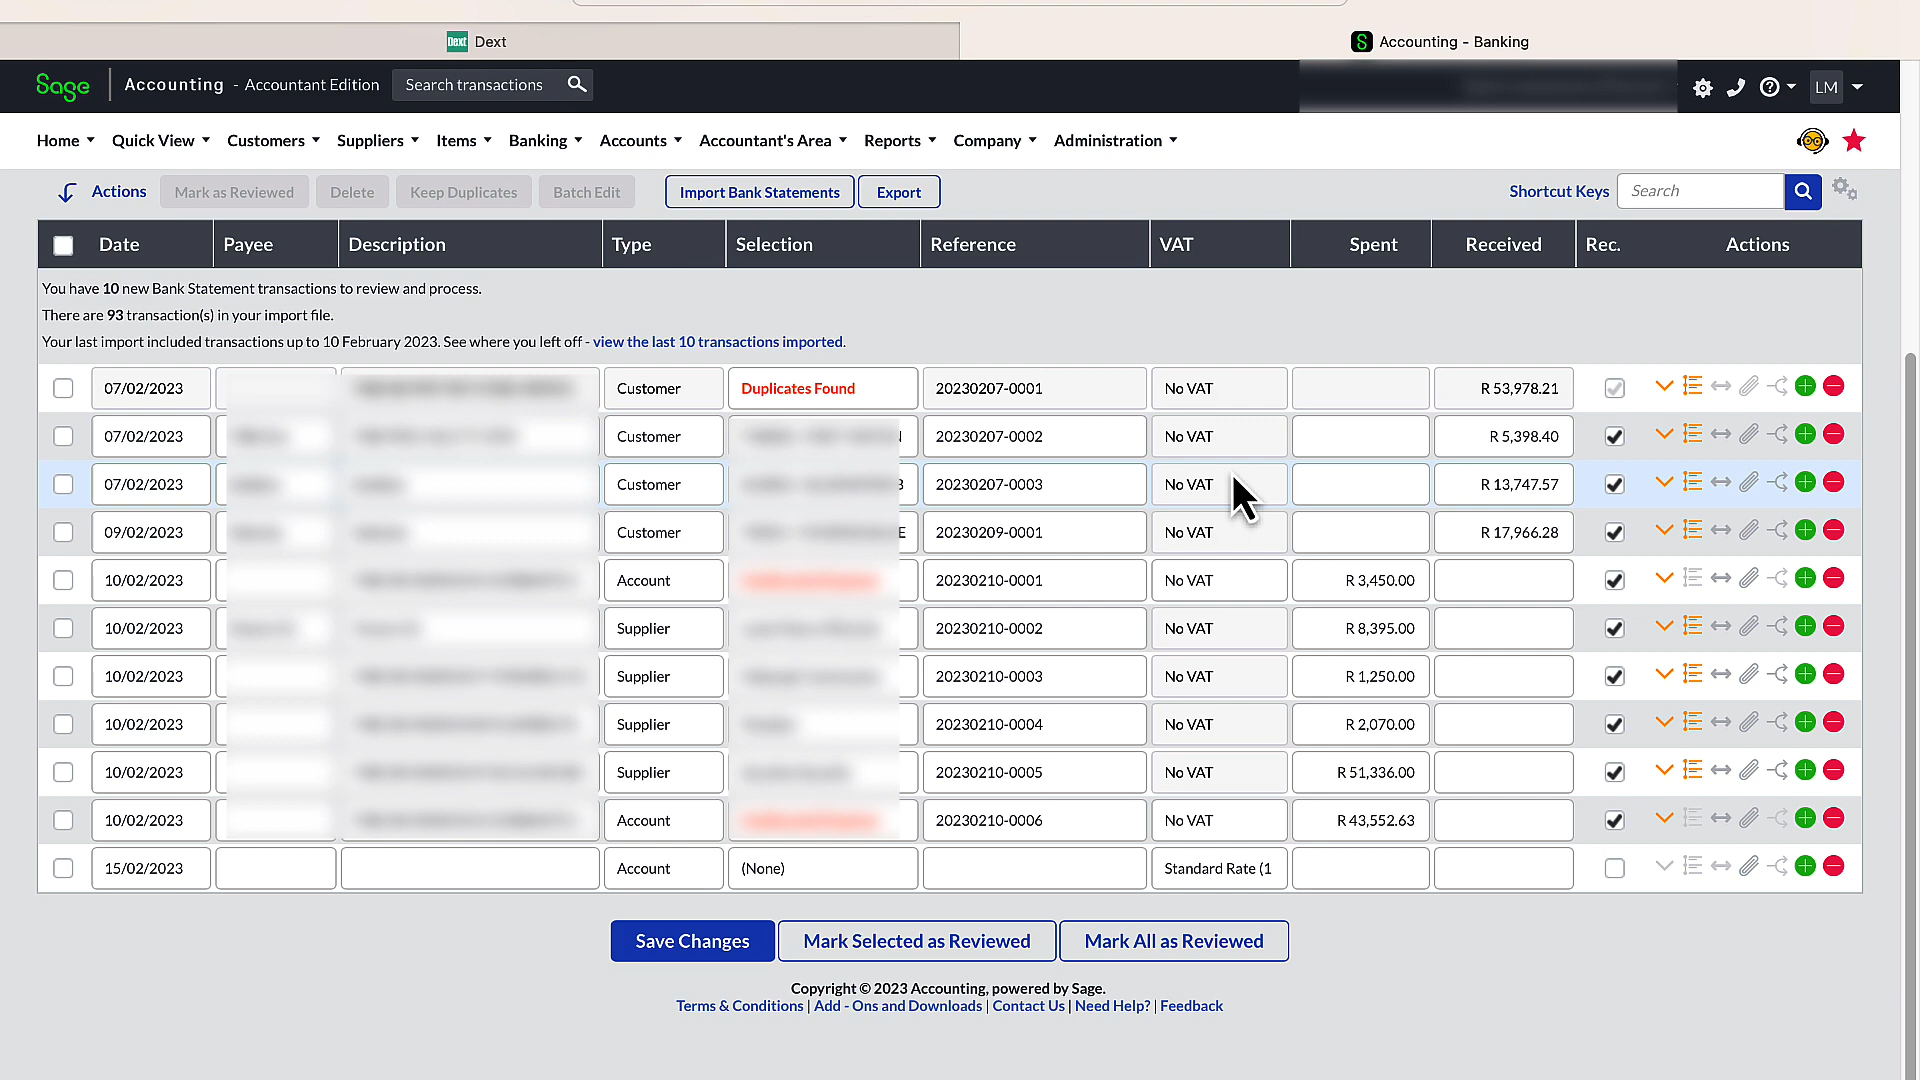 Dext Dext
Accounting - Banking
Sage Accounting - Accountant Edition Search transactions LM
Home Quick View Customers Suppliers Items Banking Accounts Accountant's Area Reports Company Administration
Actions Mark as Reviewed Delete Keep Duplicates Batch Edit Import Bank Statements Export Shortcut Keys Search
Date Payee Description Type Selection Reference VAT Spent Received Rec. Actions
You have 10 new Bank Statement transactions to review and process.
There are 93 transaction(s) in your import file.
Your last import included transactions up to 10 February 2023. See where you left off - view the last 10 transactions imported.
07/02/2023 Customer Duplicates Found 20230207-0001 No VAT R 53,978.21
07/02/2023 Customer 20230207-0002 No VAT R 5,398.40
07/02/2023 Customer 20230207-0003 No VAT R 13,747.57
09/02/2023 Customer E 20230209-0001 No VAT R 17,966.28
10/02/2023 Account 20230210-0001 No VAT R 3,450.00
10/02/2023 Supplier 20230210-0002 No VAT R 8,395.00
10/02/2023 Supplier 20230210-0003 No VAT R 1,250.00
10/02/2023 Supplier 20230210-0004 No VAT R 2,070.00
10/02/2023 Supplier 20230210-0005 No VAT R 51,336.00
10/02/2023 Account 20230210-0006 No VAT R 43,552.63
15/02/2023 Account (None) Standard Rate (1
Save Changes Mark Selected as Reviewed Mark All as Reviewed
Copyright © 2023 Accounting, powered by Sage.
Terms & Conditions | Add - Ons and Downloads | Contact Us | Need Help? | Feedback